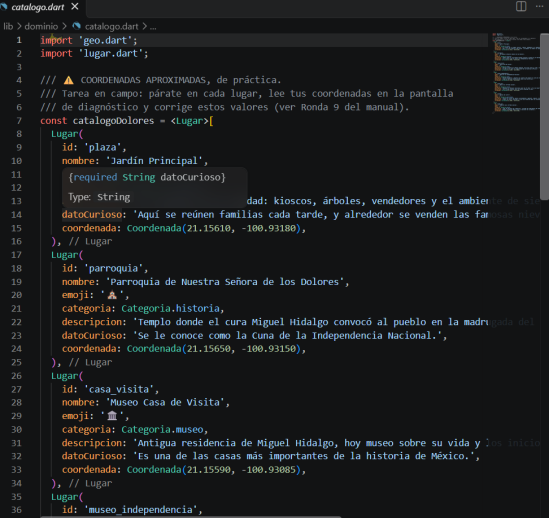 catalogo.dart
lib > dominio > catalogo.dart > ...
1 import 'geo.dart';
2 import 'lugar.dart';
3
4 /// ⚠️ COORDENADAS APROXIMADAS, de práctica.
5 /// Tarea en campo: párate en cada lugar, lee tus coordenadas en la pantalla
6 /// de diagnóstico y corrige estos valores (ver Ronda 9 del manual).
7 const catalogoDolores = <Lugar>[
8 Lugar(
9 id: 'plaza',
10 nombre: 'Jardín Principal',
11
{required String datoCurioso}
12
Type: String
13 dad: kioscos, árboles, vendedores y el ambiente de
14 datoCurioso: 'Aquí se reúnen familias cada tarde, y alrededor se venden las
15 coordenada: Coordenada(21.15610, -100.93180),
16 ), // Lugar
17 Lugar(
18 id: 'parroquia',
19 nombre: 'Parroquia de Nuestra Señora de los Dolores',
20 emoji: '⛪',
21 categoria: Categoria.historia,
22 descripcion: 'Templo donde el cura Miguel Hidalgo convocó al pueblo en la madrugada del
23 datoCurioso: 'Se le conoce como la Cuna de la Independencia Nacional.',
24 coordenada: Coordenada(21.15650, -100.93150),
25 ), // Lugar
26 Lugar(
27 id: 'casa_visita',
28 nombre: 'Museo Casa de Visita',
29 emoji: '🏛️',
30 categoria: Categoria.museo,
31 descripcion: 'Antigua residencia de Miguel Hidalgo, hoy museo sobre su vida y
32 datoCurioso: 'Es una de las casas más importantes de la historia de México.',
33 coordenada: Coordenada(21.15590, -100.93085),
34 ), // Lugar
35 Lugar(
36 id: 'museo_independencia',